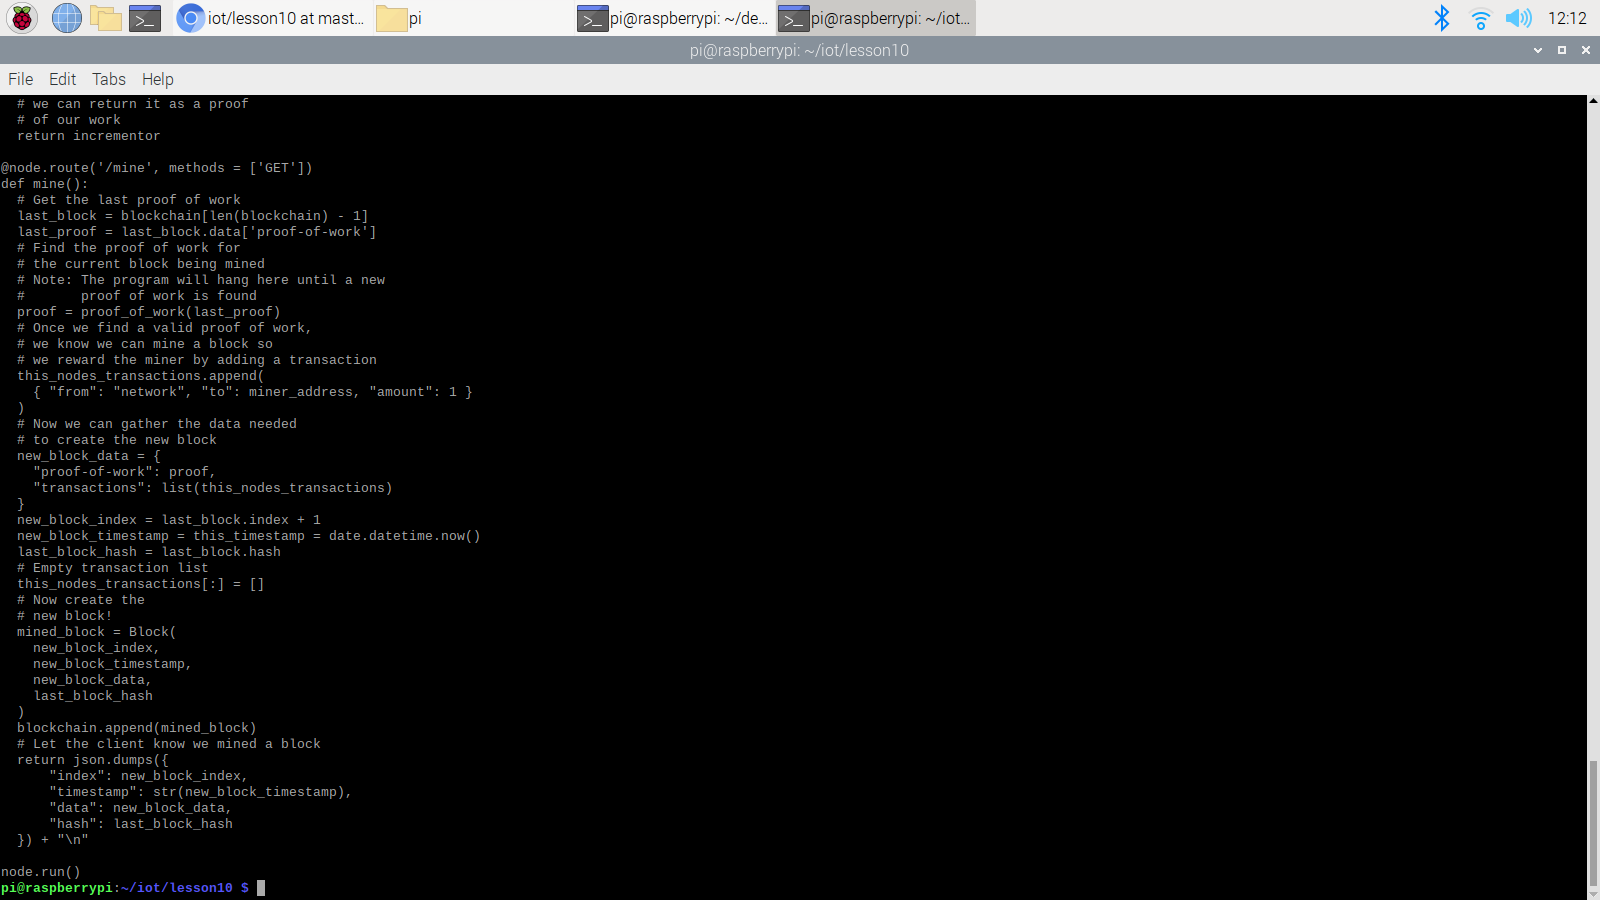 iot/lesson10 at mast...
pi
pi@raspberrypi: ~/de...
pi@raspberrypi: ~/iot...
12:12
pi@raspberrypi: ~/iot/lesson10
File Edit Tabs Help
  # we can return it as a proof
  # of our work
  return incrementor

@node.route('/mine', methods = ['GET'])
def mine():
  # Get the last proof of work
  last_block = blockchain[len(blockchain) - 1]
  last_proof = last_block.data['proof-of-work']
  # Find the proof of work for
  # the current block being mined
  # Note: The program will hang here until a new
  #       proof of work is found
  proof = proof_of_work(last_proof)
  # Once we find a valid proof of work,
  # we know we can mine a block so
  # we reward the miner by adding a transaction
  this_nodes_transactions.append(
    { "from": "network", "to": miner_address, "amount": 1 }
  )
  # Now we can gather the data needed
  # to create the new block
  new_block_data = {
    "proof-of-work": proof,
    "transactions": list(this_nodes_transactions)
  }
  new_block_index = last_block.index + 1
  new_block_timestamp = this_timestamp = date.datetime.now()
  last_block_hash = last_block.hash
  # Empty transaction list
  this_nodes_transactions[:] = []
  # Now create the
  # new block!
  mined_block = Block(
    new_block_index,
    new_block_timestamp,
    new_block_data,
    last_block_hash
  )
  blockchain.append(mined_block)
  # Let the client know we mined a block
  return json.dumps({
      "index": new_block_index,
      "timestamp": str(new_block_timestamp),
      "data": new_block_data,
      "hash": last_block_hash
  }) + "\n"

node.run()
pi@raspberrypi:~/iot/lesson10 $